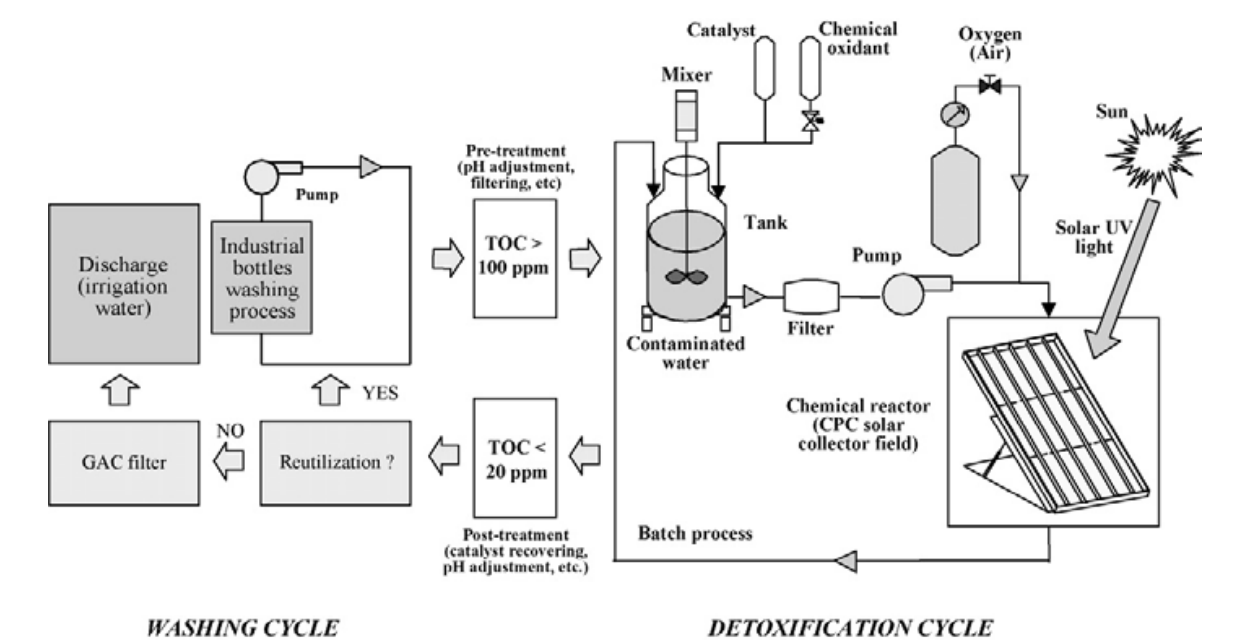 Catalyst
Chemical
oxidant
Oxygen
(Air)
Mixer
Sun
Pre-treatment
(pH adjustment,
filtering, etc)
Pump
Discharge
(irrigation
water)
Industrial
bottles
washing
process
TOC >
100 ppm
Tank
Solar UV
light
Pump
Filter
Contaminated
water
YES
Chemical reactor
(CPC solar
collector field)
NO
GAC filter
Reutilization ?
TOC <
20 ppm
Post-treatment
(catalyst recovering,
pH adjustment, etc.)
Batch process
WASHING CYCLE
DETOXIFICATION CYCLE